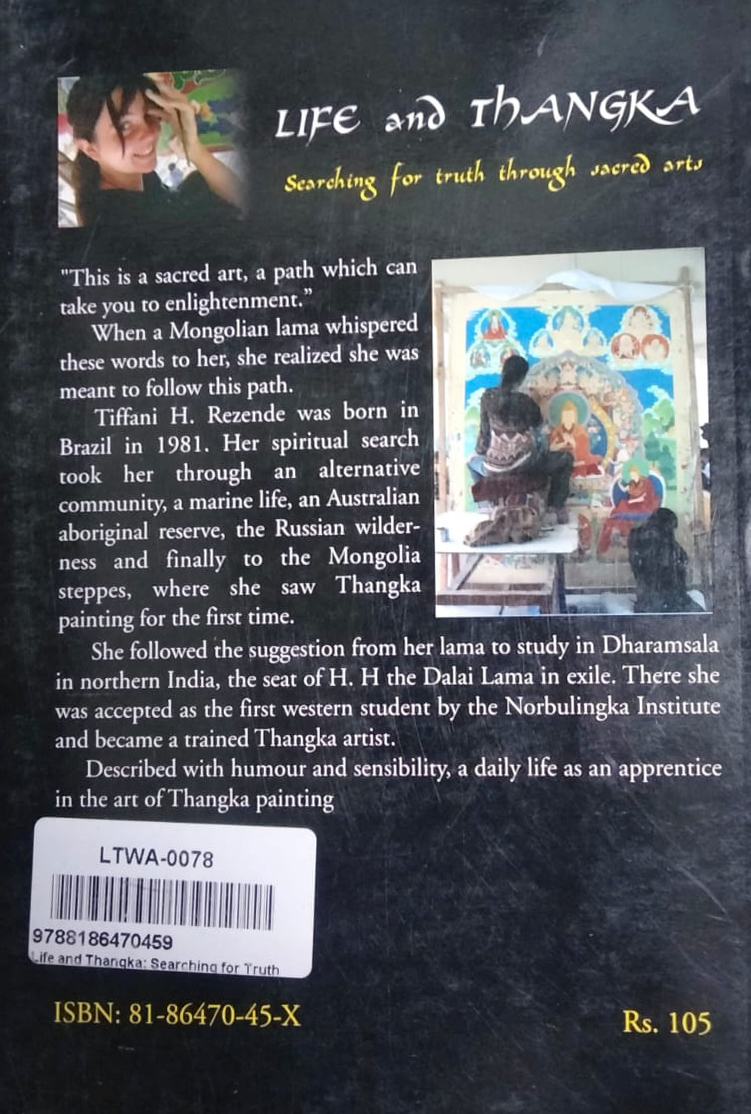 LIFE and ThANGKA
Searching for truth through sacred arts
"This is a sacred art, a path which can
take you to enlightenment.”
When a Mongolian lama whispered
these words to her, she realized she was
meant to follow this path.
Tiffani H. Rezende was born in
Brazil in 1981. Her spiritual search
took her through an alternative
community, a marine life, an Australian
aboriginal reserve, the Russian wilder-
ness and finally to the Mongolia
steppes, where she saw Thangka
painting for the first time.
She followed the suggestion from her lama to study in Dharamsala
in northern India, the seat of H. H the Dalai Lama in exile. There she
was accepted as the first western student by the Norbulingka Institute
and became a trained Thangka artist.
Described with humour and sensibility, a daily life as an apprentice
in the art of Thangka painting
LTWA-0078
9788186470459
Life and Thangka: Searching for Truth
ISBN: 81-86470-45-X
Rs. 105